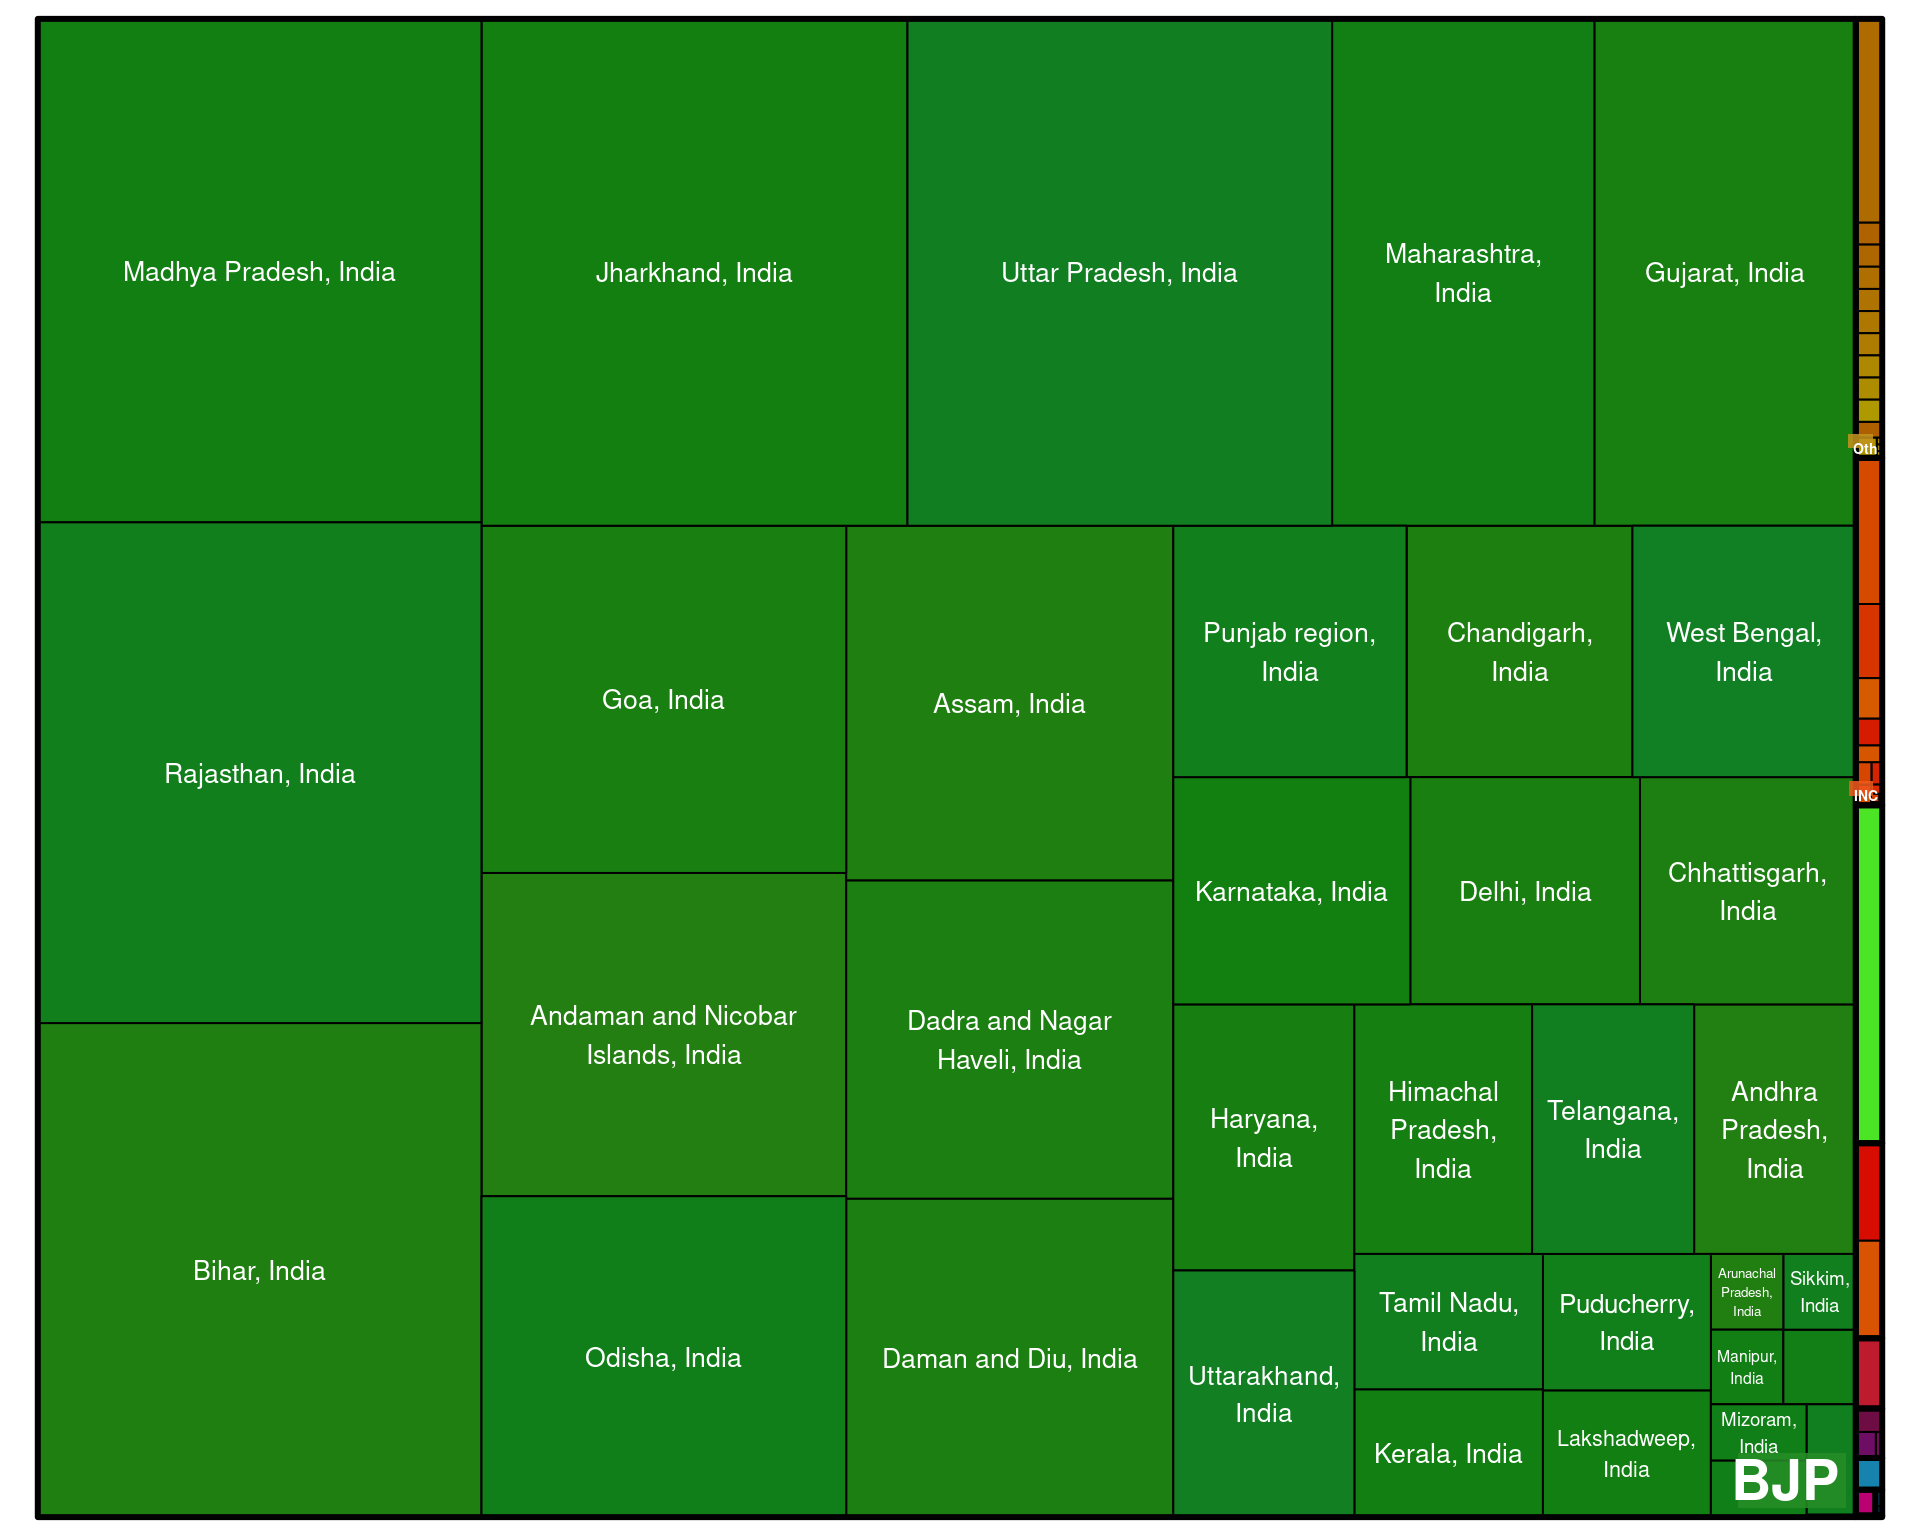 Madhya Pradesh, India
Jharkhand, India
Uttar Pradesh, India
Maharashtra,
India
Gujarat, India
Oth
Rajasthan, India
Goa, India
Assam, India
Punjab region,
India
Chandigarh,
India
West Bengal,
India
INC
Karnataka, India
Delhi, India
Chhattisgarh,
India
Andaman and Nicobar
Islands, India
Dadra and Nagar
Haveli, India
Haryana,
India
Himachal
Pradesh,
India
Telangana,
India
Andhra
Pradesh,
India
Bihar, India
Odisha, India
Daman and Diu, India
Uttarakhand,
India
Tamil Nadu,
India
Puducherry,
India
Arunachal
Pradesh,
India
Sikkim,
India
Manipur,
India
Kerala, India
Lakshadweep,
India
Mizoram,
India
BJP